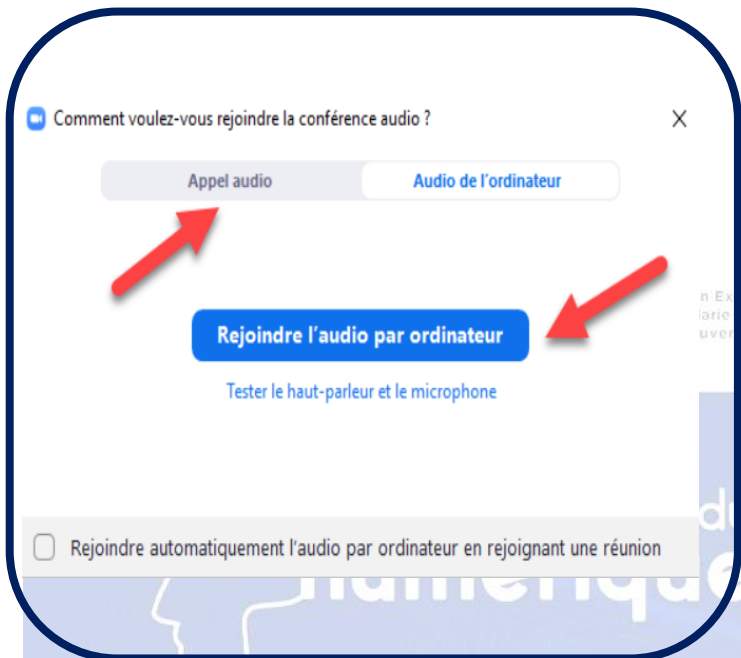 Comment voulez-vous rejoindre la conférence audio ?
Appel audio
Audio de l'ordinateur
Rejoindre l'audio par ordinateur
Tester le haut-parleur et le microphone
Rejoindre automatiquement l'audio par ordinateur en rejoignant une réunion
numérique